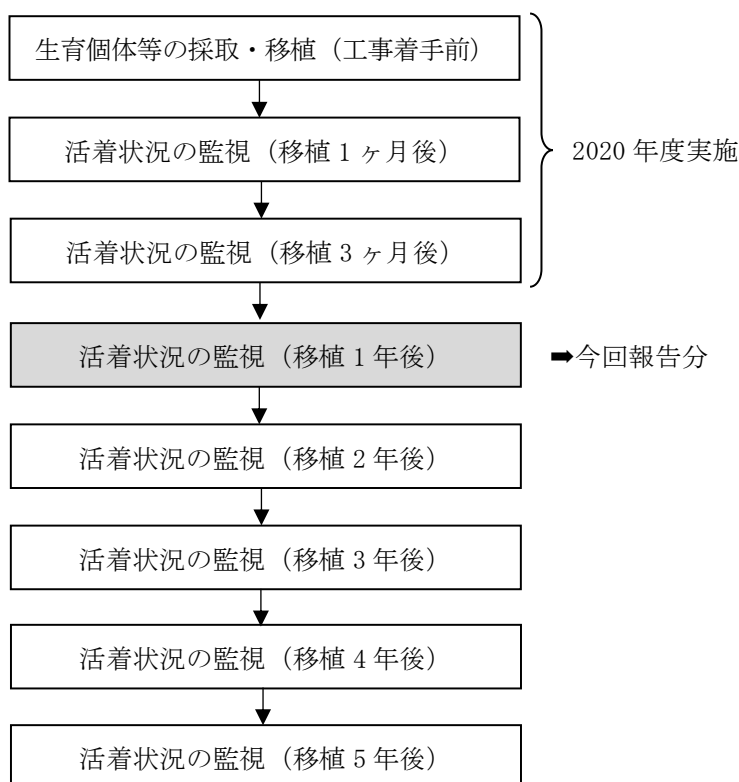 生育個体等の採取・移植（工事着手前）
活着状況の監視（移植 1 ヶ月後）
2020 年度実施
活着状況の監視（移植 3 ヶ月後）
活着状況の監視（移植 1 年後）
➡今回報告分
活着状況の監視（移植 2 年後）
活着状況の監視（移植 3 年後）
活着状況の監視（移植 4 年後）
活着状況の監視（移植 5 年後）